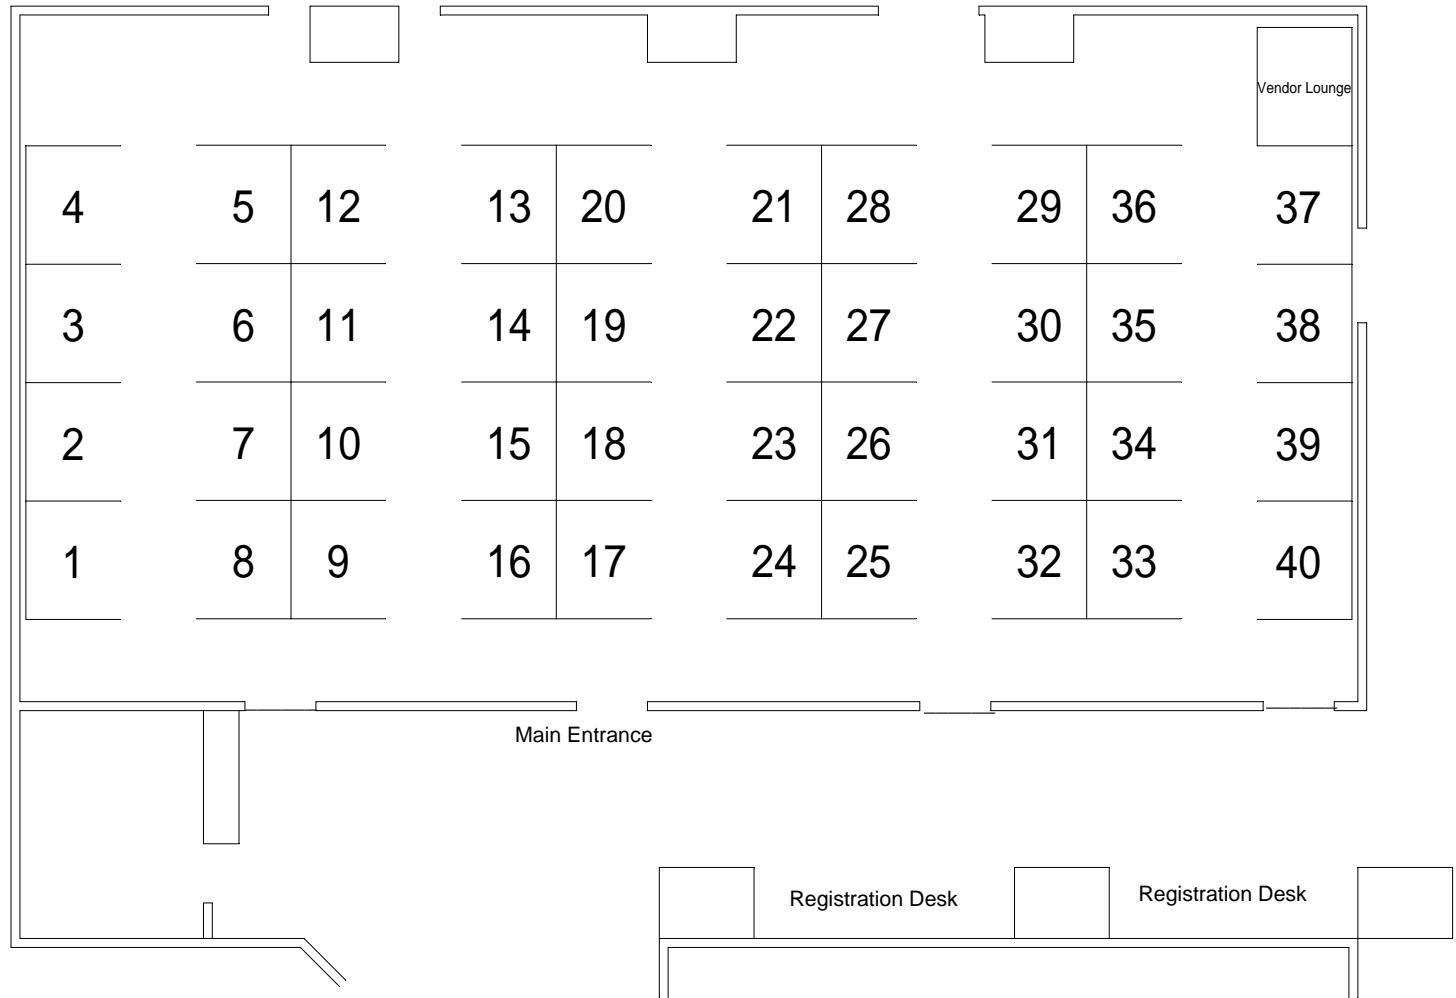 Vendor Lounge
4 5 12 13 20 21 28 29 36 37
3 6 11 14 19 22 27 30 35 38
2 7 10 15 18 23 26 31 34 39
1 8 9 16 17 24 25 32 33 40
Main Entrance
Registration Desk Registration Desk